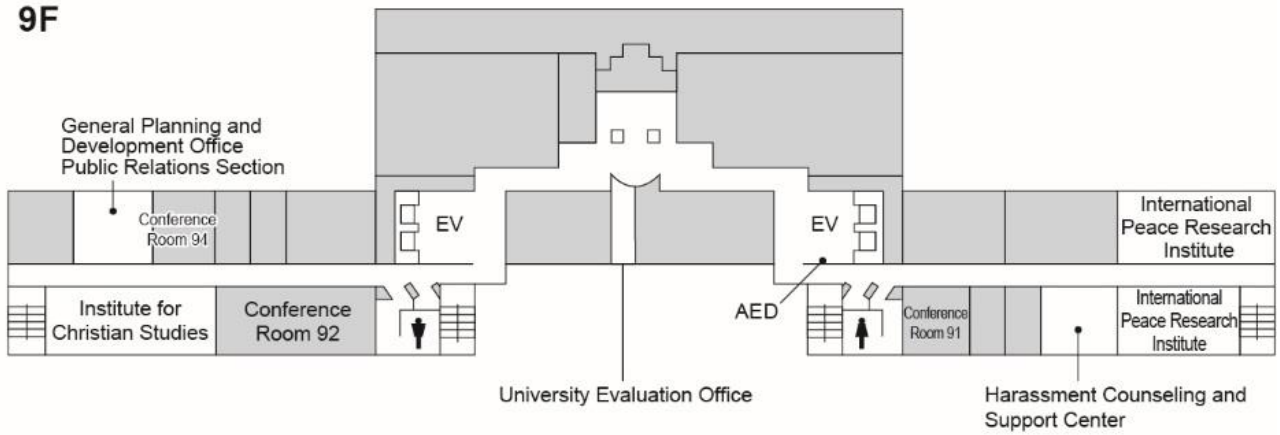 9F
General Planning and
Development Office
Public Relations Section
Conference
Room 94
EV
EV
International
Peace Research
Institute
Institute for
Christian Studies
Conference
Room 92
AED
Conference
Room 91
International
Peace Research
Institute
University Evaluation Office
Harassment Counseling and
Support Center